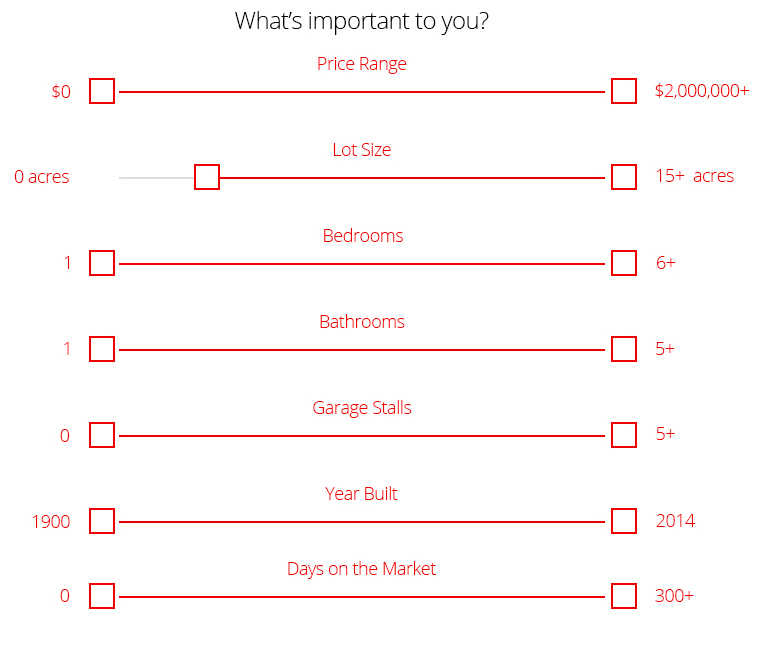 What's important to you?
Price Range
$0 $2,000,000+
Lot Size
0 acres 15+ acres
Bedrooms
1 6+
Bathrooms
1 5+
Garage Stalls
0 5+
Year Built
1900 2014
Days on the Market
0 300+